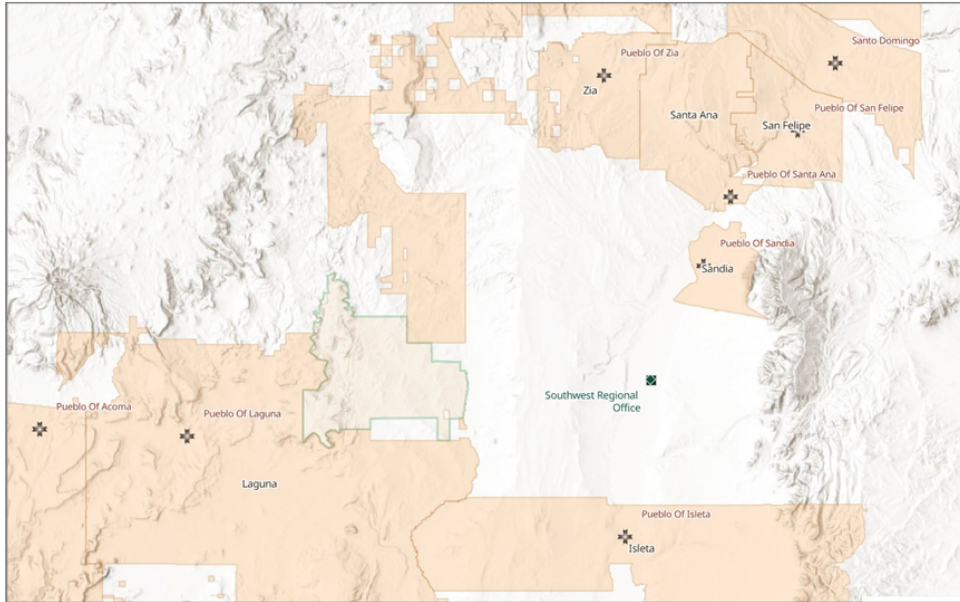 Santo Domingo
Pueblo Of Zia
Zia
Santa Ana
Pueblo Of San Felipe
San Felipe
Pueblo Of Santa Ana
Pueblo Of Sandia
Sandia
Southwest Regional
Office
Pueblo Of Acoma
Pueblo Of Laguna
Laguna
Pueblo Of Isleta
Isleta